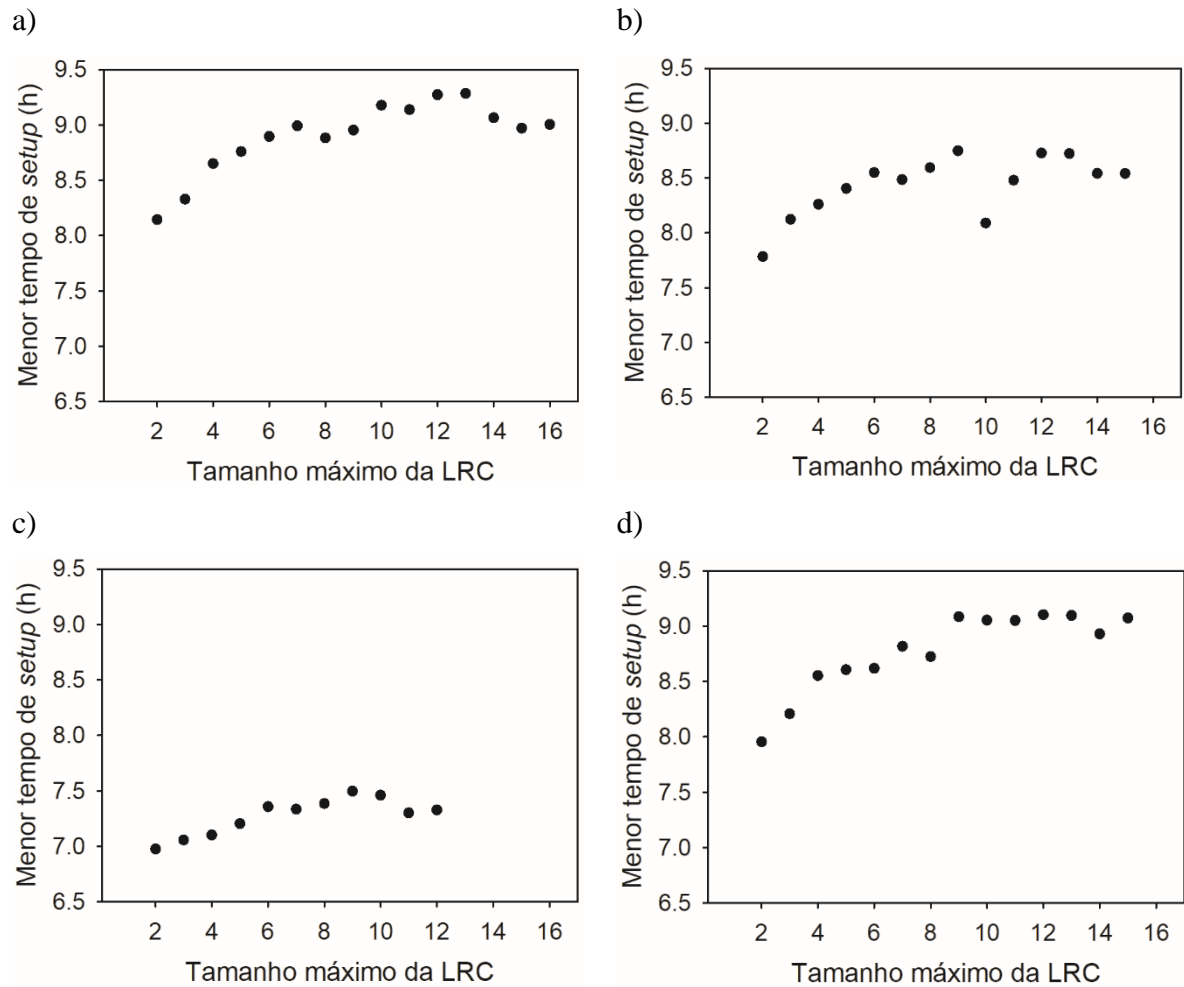 a)
9.5
9.0
8.5
8.0
7.5
7.0
6.5
Menor tempo de setup (h)
2 4 6 8 10 12 14 16
Tamanho máximo da LRC
b)
9.5
9.0
8.5
8.0
7.5
7.0
6.5
Menor tempo de setup (h)
2 4 6 8 10 12 14 16
Tamanho máximo da LRC
c)
9.5
9.0
8.5
8.0
7.5
7.0
6.5
Menor tempo de setup (h)
2 4 6 8 10 12 14 16
Tamanho máximo da LRC
d)
9.5
9.0
8.5
8.0
7.5
7.0
6.5
Menor tempo de setup (h)
2 4 6 8 10 12 14 16
Tamanho máximo da LRC